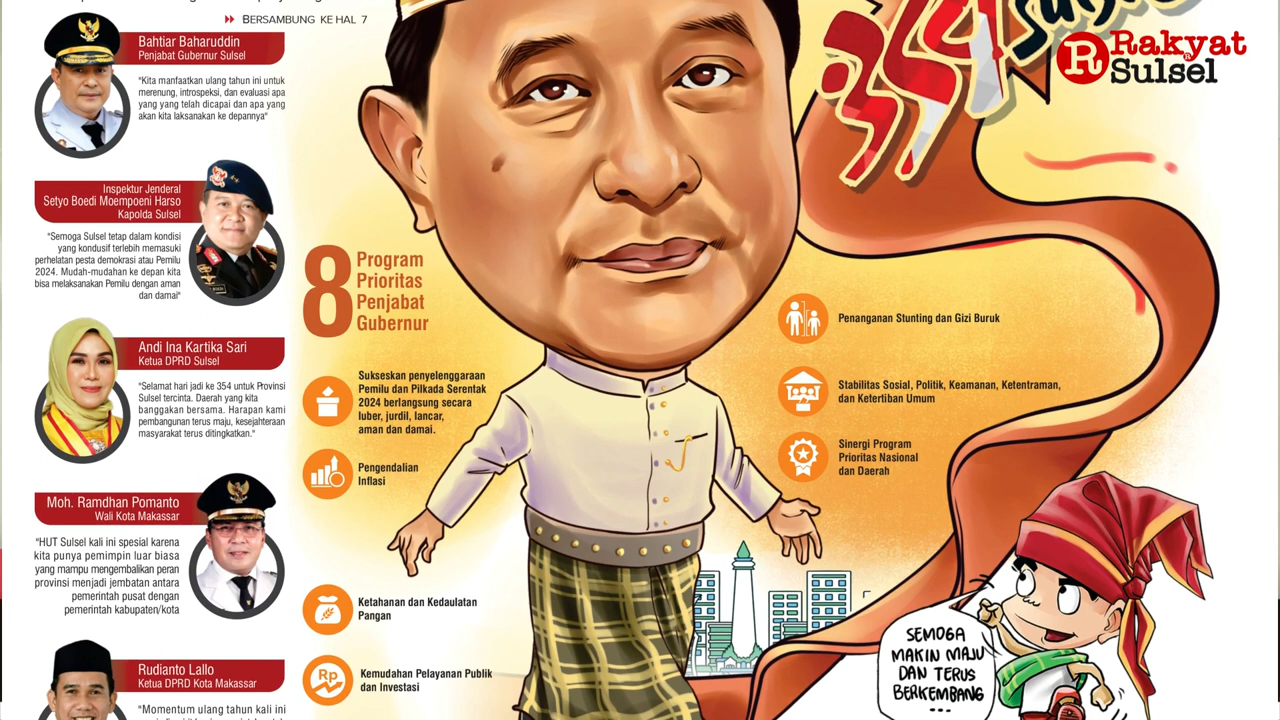 BERSAMBUNG KE HAL 7
Bahtiar Baharuddin
Penjabat Gubernur Sulsel
"Kita manfaatkan ulang tahun ini untuk
merenung, introspeksi, dan evaluasi apa
yang yang telah dicapai dan apa yang
akan kita laksanakan ke depannya"
Inspektur Jenderal
Setyo Boedi Moempoeni Harso
Kapolda Sulsel
"Semoga Sulsel tetap dalam kondisi
yang kondusif terlebih memasuki
perhelatan pesta demokrasi atau Pemilu
2024. Mudah-mudahan ke depan kita
bisa melaksanakan Pemilu dengan aman
dan damai"
Andi Ina Kartika Sari
Ketua DPRD Sulsel
"Selamat hari jadi ke 354 untuk Provinsi
Sulsel tercinta. Daerah yang kita
banggakan bersama. Harapan kami
pembangunan terus maju, kesejahteraan
masyarakat terus ditingkatkan."
Moh. Ramdhan Pomanto
Wali Kota Makassar
"HUT Sulsel kali ini spesial karena
kita punya pemimpin luar biasa
yang mampu mengembalikan peran
provinsi menjadi jembatan antara
pemerintah pusat dengan
pemerintah kabupaten/kota
Rudianto Lallo
Ketua DPRD Kota Makassar
"Momentum ulang tahun kali ini
8 Program
Prioritas
Penjabat
Gubernur
Sukseskan penyelenggaraan
Pemilu dan Pilkada Serentak
2024 berlangsung secara
luber, jurdil, lancar,
aman dan damai.
Pengendalian
Inflasi
Ketahanan dan Kedaulatan
Pangan
Rp
Kemudahan Pelayanan Publik
dan Investasi
Penanganan Stunting dan Gizi Buruk
Stabilitas Sosial, Politik, Keamanan, Ketentraman,
dan Ketertiban Umum
Sinergi Program
Prioritas Nasional
dan Daerah
R Rakyat
Sulsel
SEMOGA
MAKIN MAJU
DAN TERUS
BERKEMBANG
...